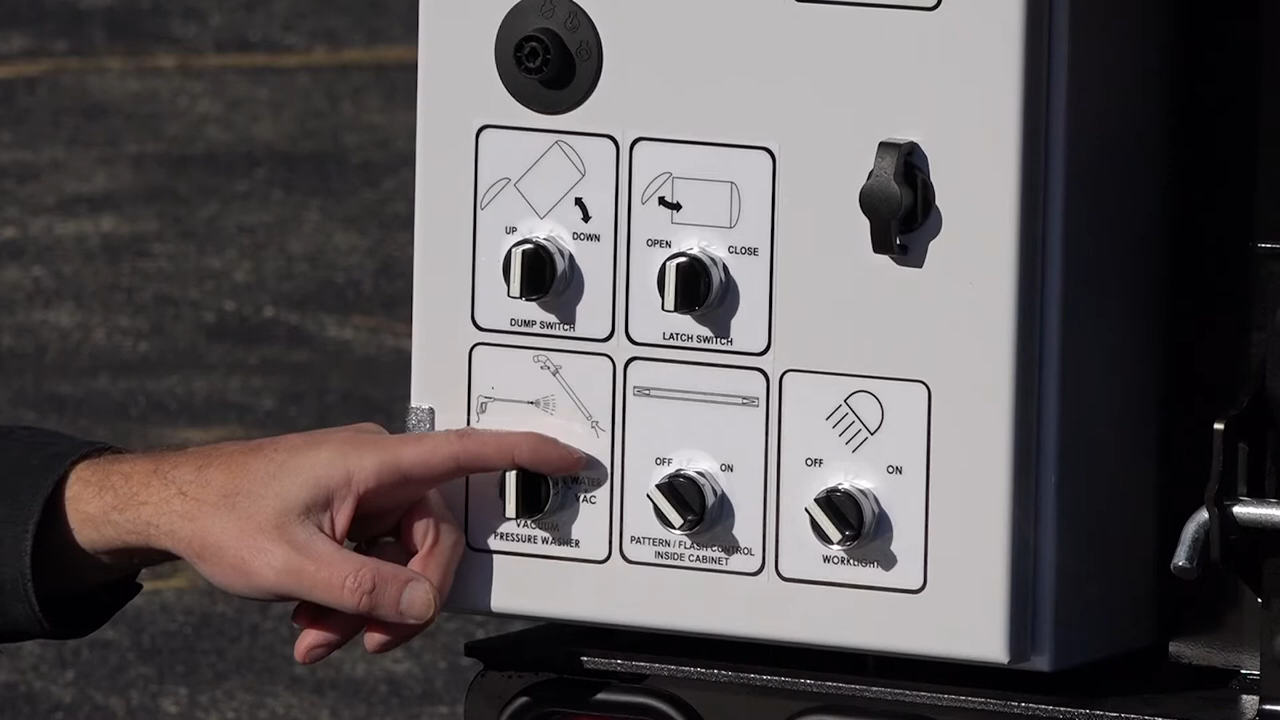 UP DOWN
DUMP SWITCH
OPEN CLOSE
LATCH SWITCH
WATER
VAC
VACUUM
PRESSURE WASHER
OFF ON
PATTERN / FLASH CONTROL
INSIDE CABINET
OFF ON
WORKLIGHT